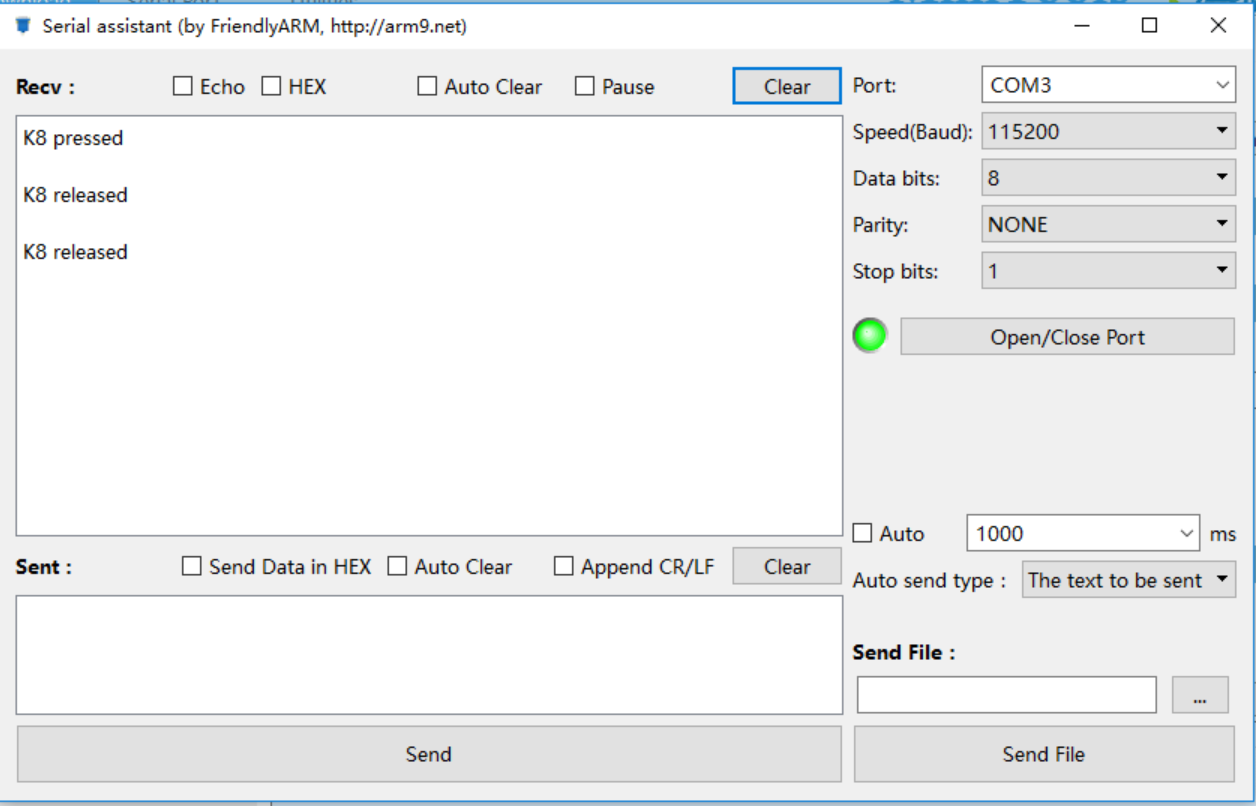 Serial assistant (by FriendlyARM, http://arm9.net)
Recv : Echo HEX Auto Clear Pause Clear
K8 pressed
K8 released
K8 released
Port: COM3
Speed(Baud): 115200
Data bits: 8
Parity: NONE
Stop bits: 1
Open/Close Port
Auto 1000 ms
Auto send type : The text to be sent
Sent : Send Data in HEX Auto Clear Append CR/LF Clear
Send File :
...
Send
Send File